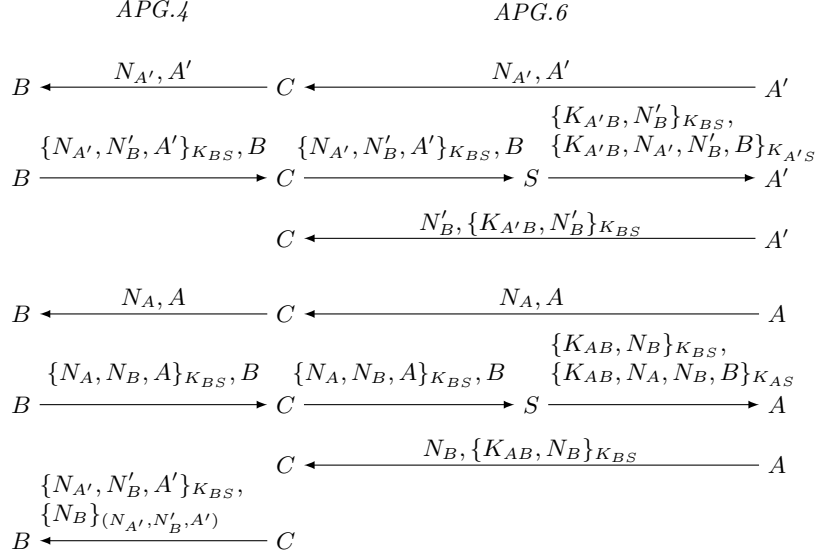 APG.4 APG.6
B N_{A'}, A' C N_{A'}, A' A'
{K_{A'B}, N'_B}_{K_{BS}},
{N_{A'}, N'_B, A'}_{K_{BS}}, B {N_{A'}, N'_B, A'}_{K_{BS}}, B {K_{A'B}, N_{A'}, N'_B, B}_{K_{A'S}}
B C S A'
C N'_B, {K_{A'B}, N'_B}_{K_{BS}} A'
B N_A, A C N_A, A A
{K_{AB}, N_B}_{K_{BS}},
{N_A, N_B, A}_{K_{BS}}, B {N_A, N_B, A}_{K_{BS}}, B {K_{AB}, N_A, N_B, B}_{K_{AS}}
B C S A
C N_B, {K_{AB}, N_B}_{K_{BS}} A
{N_{A'}, N'_B, A'}_{K_{BS}},
{N_B}_{(N_{A'}, N'_B, A')}
B C